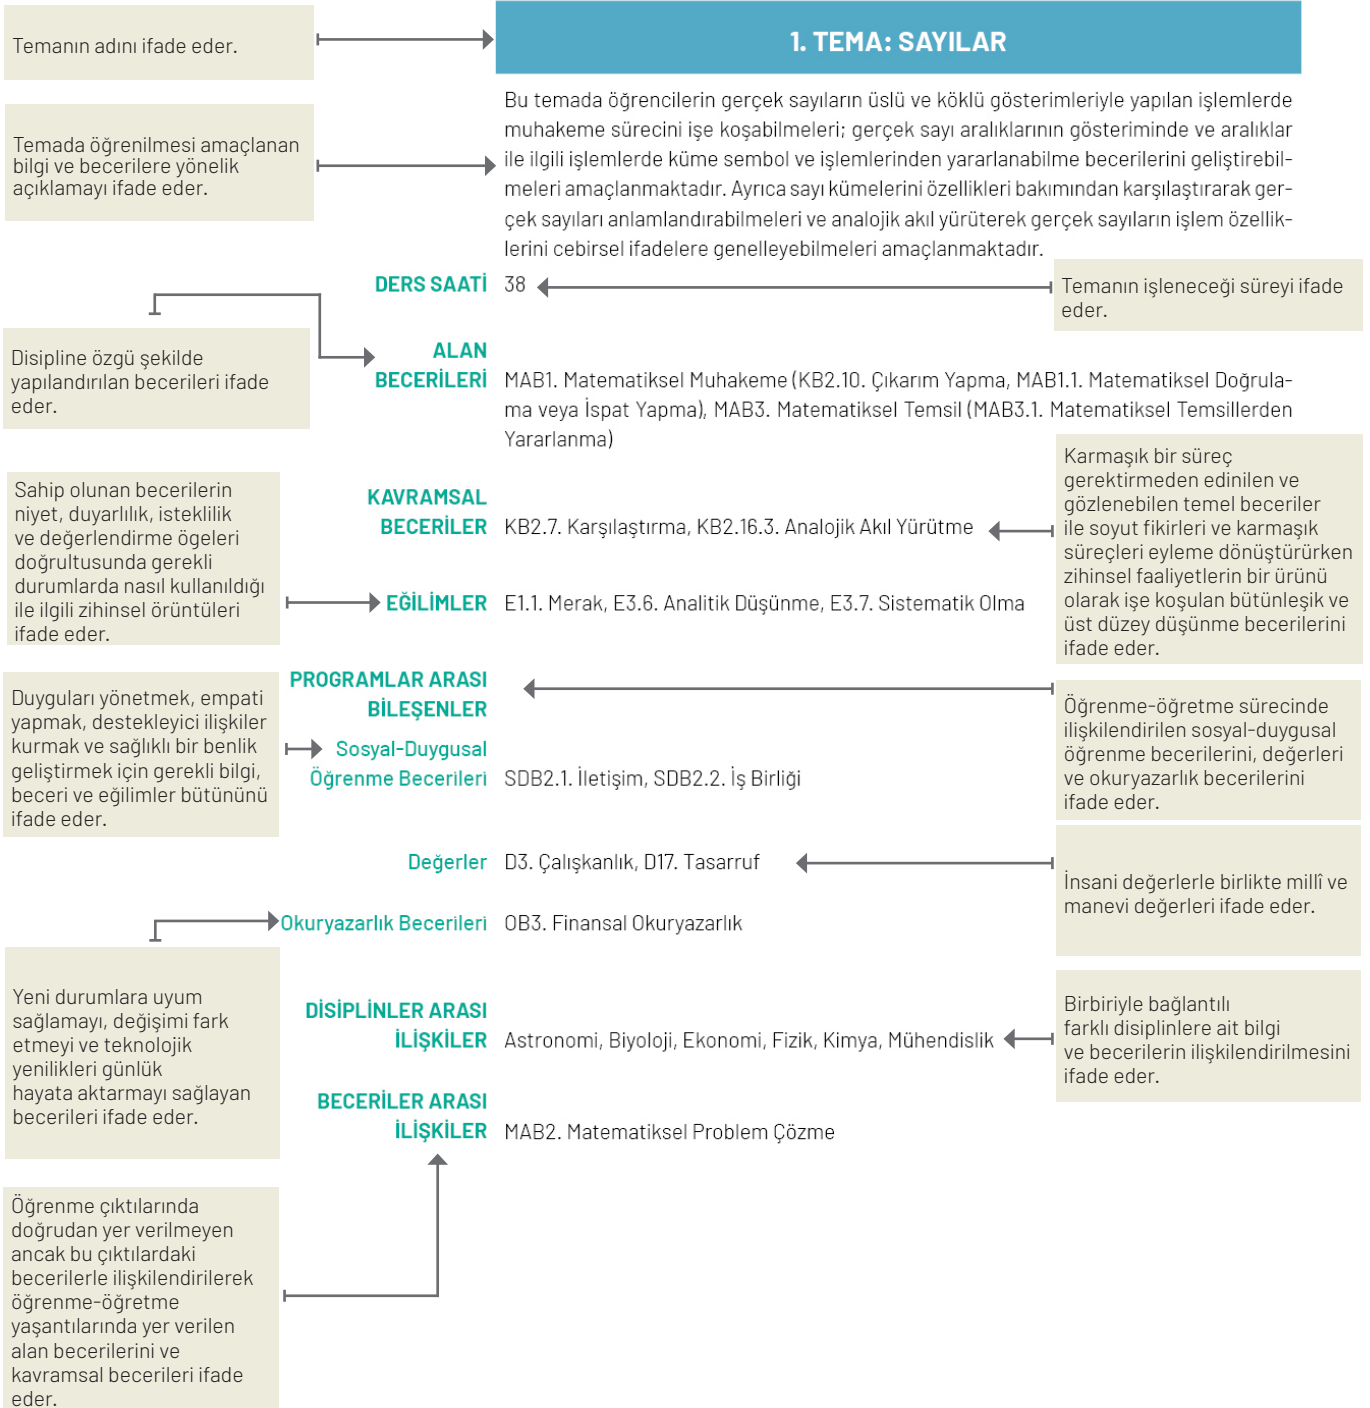 Temanın adını ifade eder.
1. TEMA: SAYILAR
Temada öğrenilmesi amaçlanan
bilgi ve becerilere yönelik
açıklamayı ifade eder.
Bu temada öğrencilerin gerçek sayıların üslü ve köklü gösterimleriyle yapılan işlemlerde
muhakeme sürecini işe koşabilmeleri; gerçek sayı aralıklarının gösteriminde ve aralıklar
ile ilgili işlemlerde küme sembol ve işlemlerinden yararlanabilme becerilerini geliştirebil-
meleri amaçlanmaktadır. Ayrıca sayı kümelerini özellikleri bakımından karşılaştırarak ger-
çek sayıları anlamlandırabilmeleri ve analojik akıl yürüterek gerçek sayıların işlem özellik-
lerini cebirsel ifadelere genelleyebilmeleri amaçlanmaktadır.
DERS SAATİ 38
Temanın işleneceği süreyi ifade
eder.
Disipline özgü şekilde
yapılandırılan becerileri ifade
eder.
ALAN
BECERİLERİ MAB1. Matematiksel Muhakeme (KB2.10. Çıkarım Yapma, MAB1.1. Matematiksel Doğrula-
ma veya İspat Yapma), MAB3. Matematiksel Temsil (MAB3.1. Matematiksel Temsillerden
Yararlanma)
Sahip olunan becerilerin
niyet, duyarlılık, isteklilik
ve değerlendirme ögeleri
doğrultusunda gerekli
durumlarda nasıl kullanıldığı
ile ilgili zihinsel örüntüleri
ifade eder.
KAVRAMSAL
BECERİLER KB2.7. Karşılaştırma, KB2.16.3. Analojik Akıl Yürütme
Karmaşık bir süreç
gerektirmeden edinilen ve
gözlenebilen temel beceriler
ile soyut fikirleri ve karmaşık
süreçleri eyleme dönüştürürken
zihinsel faaliyetlerin bir ürünü
olarak işe koşulan bütünleşik ve
üst düzey düşünme becerilerini
ifade eder.
EĞİLİMLER E1.1. Merak, E3.6. Analitik Düşünme, E3.7. Sistematik Olma
PROGRAMLAR ARASI
BİLEŞENLER
Öğrenme-öğretme sürecinde
ilişkilendirilen sosyal-duygusal
öğrenme becerilerini, değerleri
ve okuryazarlık becerilerini
ifade eder.
Duyguları yönetmek, empati
yapmak, destekleyici ilişkiler
kurmak ve sağlıklı bir benlik
geliştirmek için gerekli bilgi,
beceri ve eğilimler bütününü
ifade eder.
Sosyal-Duygusal
Öğrenme Becerileri SDB2.1. İletişim, SDB2.2. İş Birliği
Değerler D3. Çalışkanlık, D17. Tasarruf
İnsani değerlerle birlikte millî ve
manevi değerleri ifade eder.
Okuryazarlık Becerileri OB3. Finansal Okuryazarlık
Yeni durumlara uyum
sağlamayı, değişimi fark
etmeyi ve teknolojik
yenilikleri günlük
hayata aktarmayı sağlayan
becerileri ifade eder.
DİSİPLİNLER ARASI
İLİŞKİLER Astronomi, Biyoloji, Ekonomi, Fizik, Kimya, Mühendislik
Birbiriyle bağlantılı
farklı disiplinlere ait bilgi
ve becerilerin ilişkilendirilmesini
ifade eder.
BECERİLER ARASI
İLİŞKİLER MAB2. Matematiksel Problem Çözme
Öğrenme çıktılarında
doğrudan yer verilmeyen
ancak bu çıktılardaki
becerilerle ilişkilendirilerek
öğrenme-öğretme
yaşantılarında yer verilen
alan becerilerini ve
kavramsal becerileri ifade
eder.